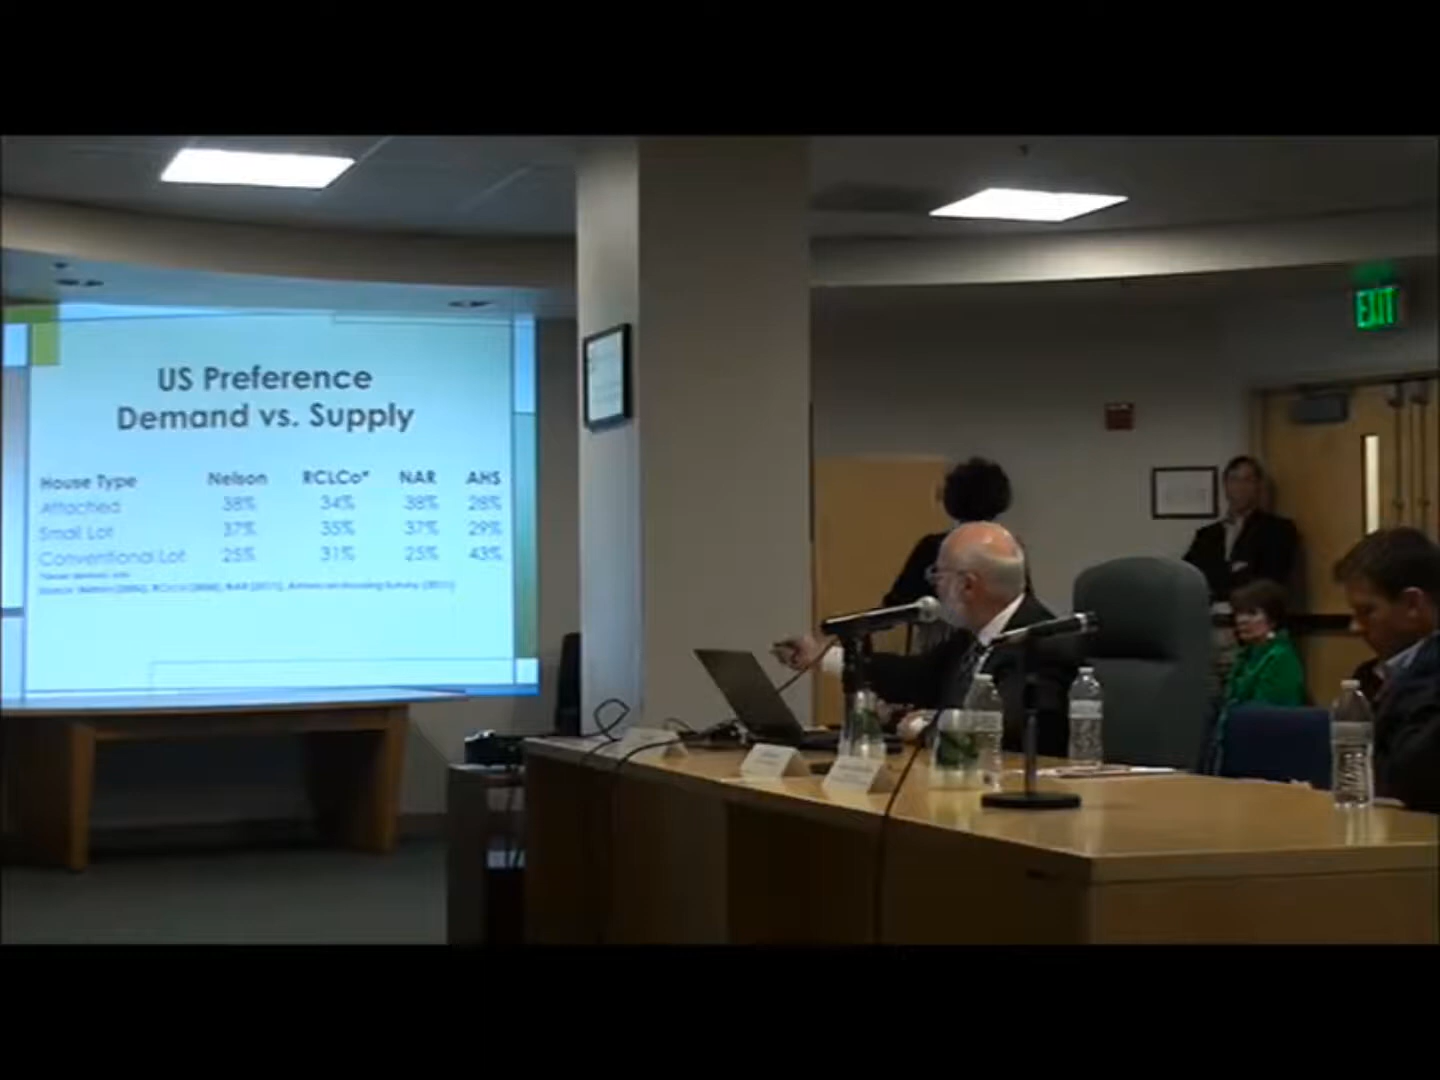 US Preference
Demand vs. Supply
House Type Nelson RCLCo* NAR AHS
Attached 38% 34% 38% 28%
Small Lot 37% 35% 37% 29%
Conventional Lot 25% 31% 25% 43%
EXIT